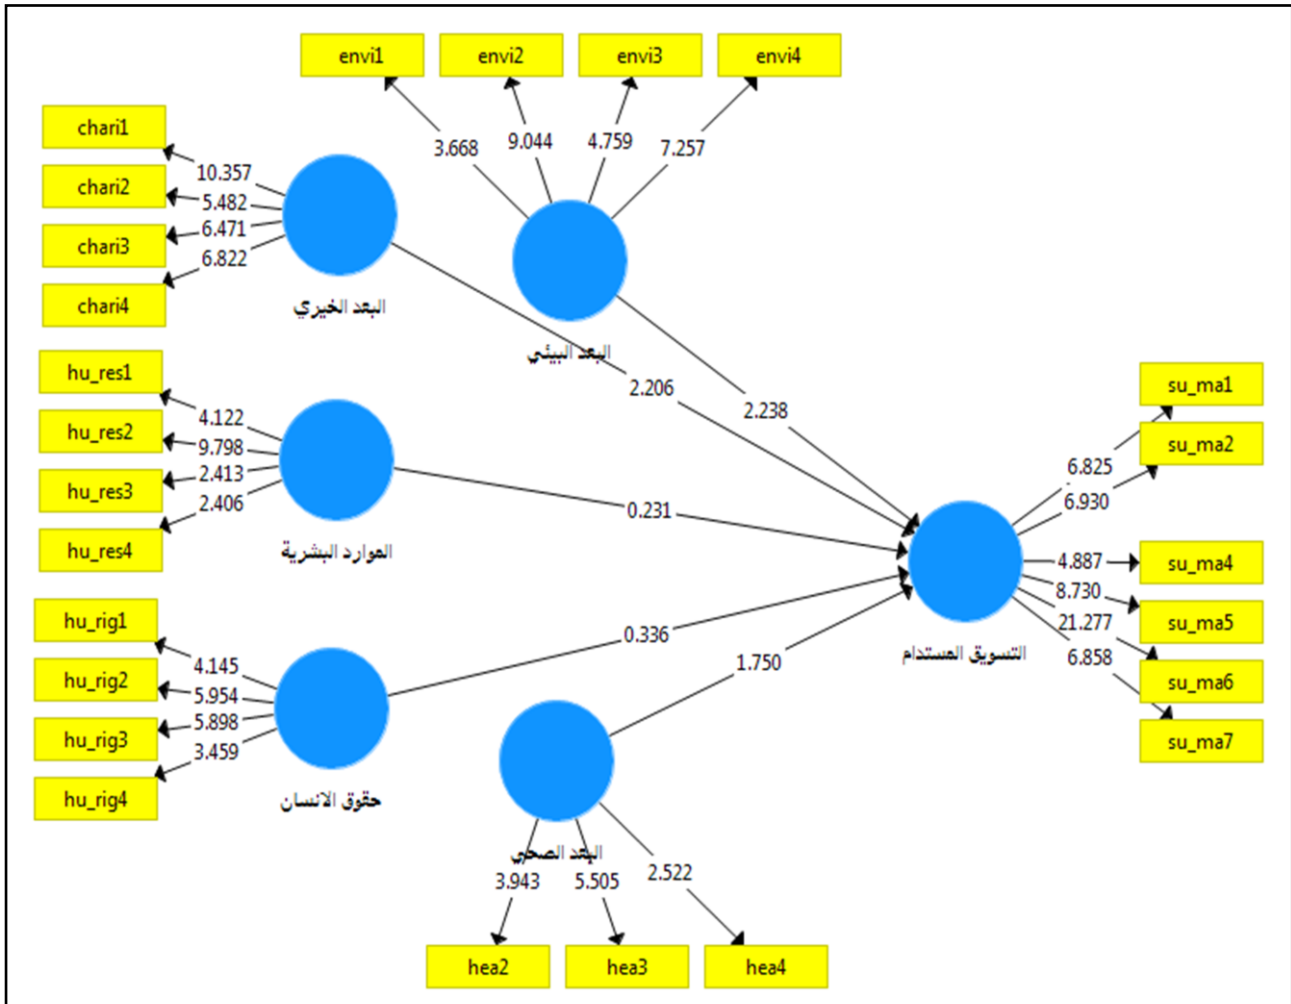 envi1 envi2 envi3 envi4
3.668 9.044 4.759 7.257
chari1
chari2
chari3
chari4
10.357
5.482
6.471
6.822
البعد الخيري
البعد البيئي
2.206
2.238
hu_res1
hu_res2
hu_res3
hu_res4
4.122
9.798
2.413
2.406
الموارد البشرية
0.231
su_ma1
su_ma2
su_ma4
su_ma5
su_ma6
su_ma7
6.825
6.930
4.887
8.730
21.277
6.858
التسويق المستدام
hu_rig1
hu_rig2
hu_rig3
hu_rig4
4.145
5.954
5.898
3.459
حقوق الانسان
0.336
1.750
البعد الصحي
3.943 5.505 2.522
hea2 hea3 hea4